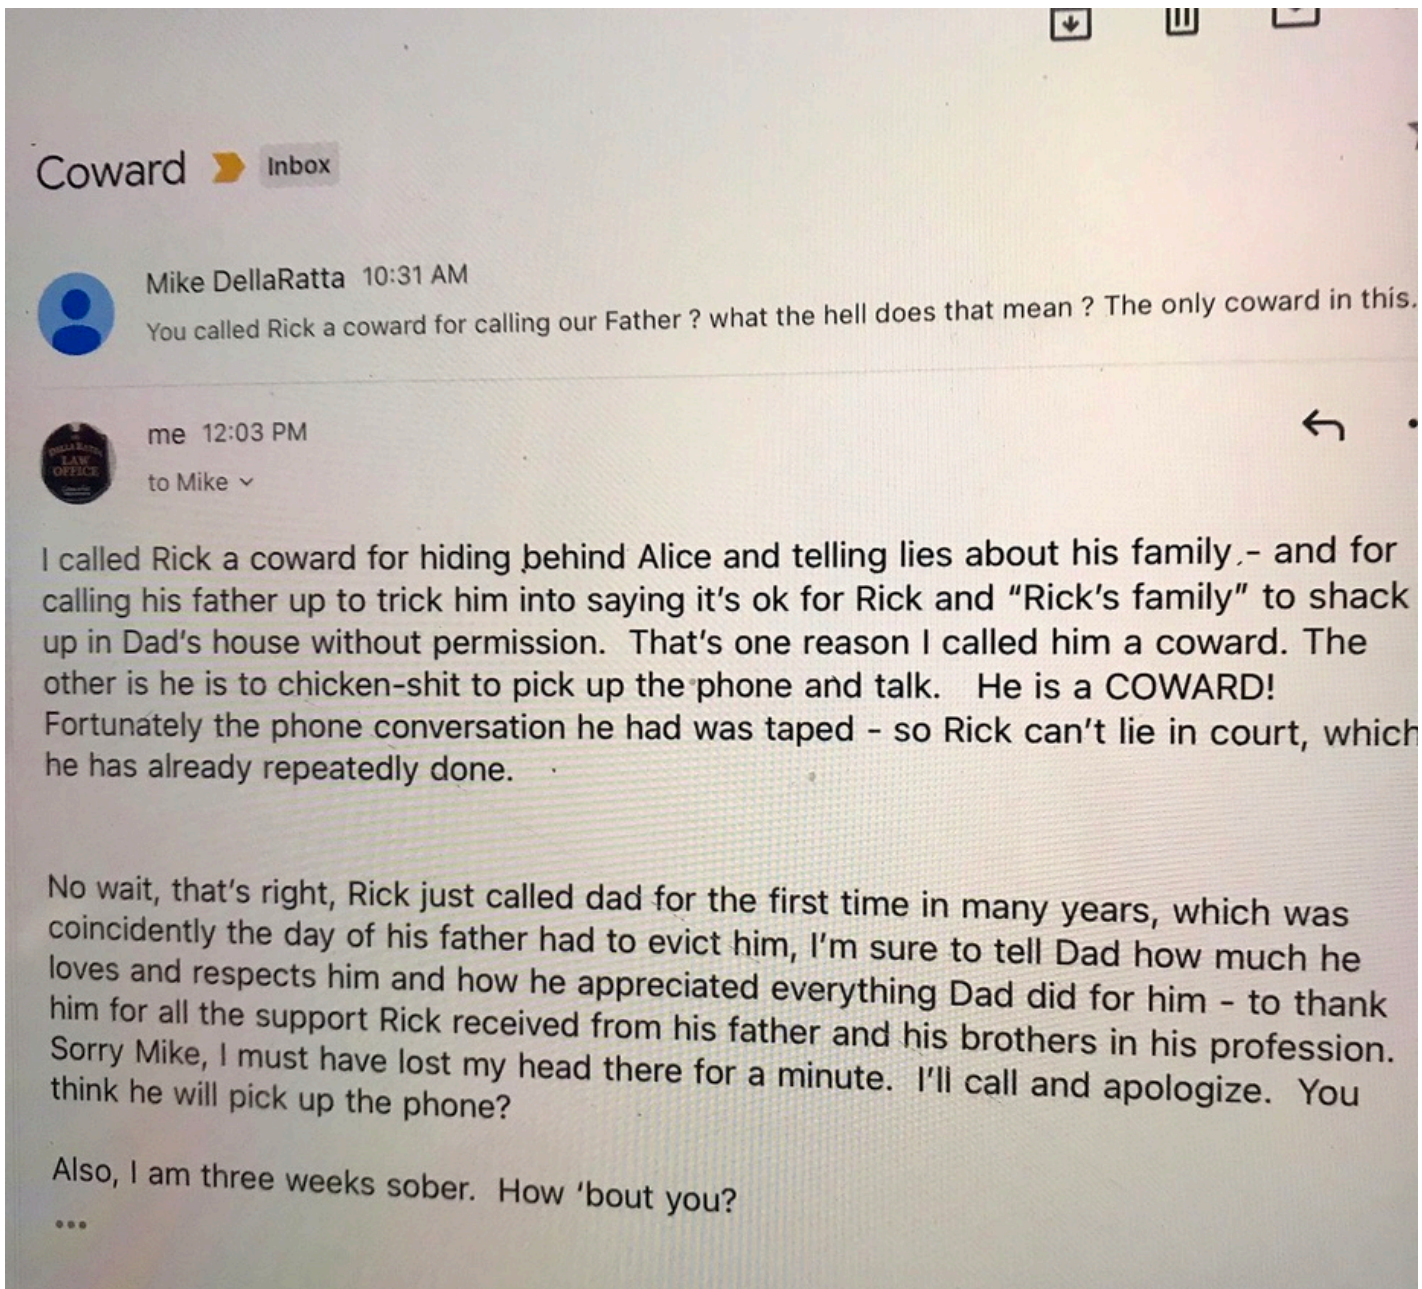 Coward Inbox
Mike DellaRatta 10:31 AM
You called Rick a coward for calling our Father ? what the hell does that mean ? The only coward in this.
me 12:03 PM
to Mike
DELLA RATTA
LAW
OFFICE
I called Rick a coward for hiding behind Alice and telling lies about his family.- and for
calling his father up to trick him into saying it's ok for Rick and “Rick's family” to shack
up in Dad's house without permission. That's one reason I called him a coward. The
other is he is to chicken-shit to pick up the phone and talk. He is a COWARD!
Fortunately the phone conversation he had was taped - so Rick can't lie in court, which
he has already repeatedly done.
No wait, that's right, Rick just called dad for the first time in many years, which was
coincidently the day of his father had to evict him, I'm sure to tell Dad how much he
loves and respects him and how he appreciated everything Dad did for him - to thank
him for all the support Rick received from his father and his brothers in his profession.
Sorry Mike, I must have lost my head there for a minute. I'll call and apologize. You
think he will pick up the phone?
Also, I am three weeks sober. How ‘bout you?